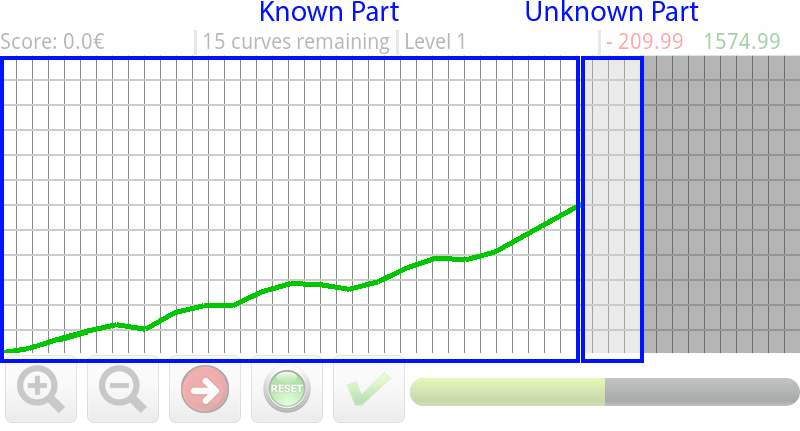 Known Part
Unknown Part
Score: 0.0€
15 curves remaining
Level 1
- 209.99
1574.99
RESET